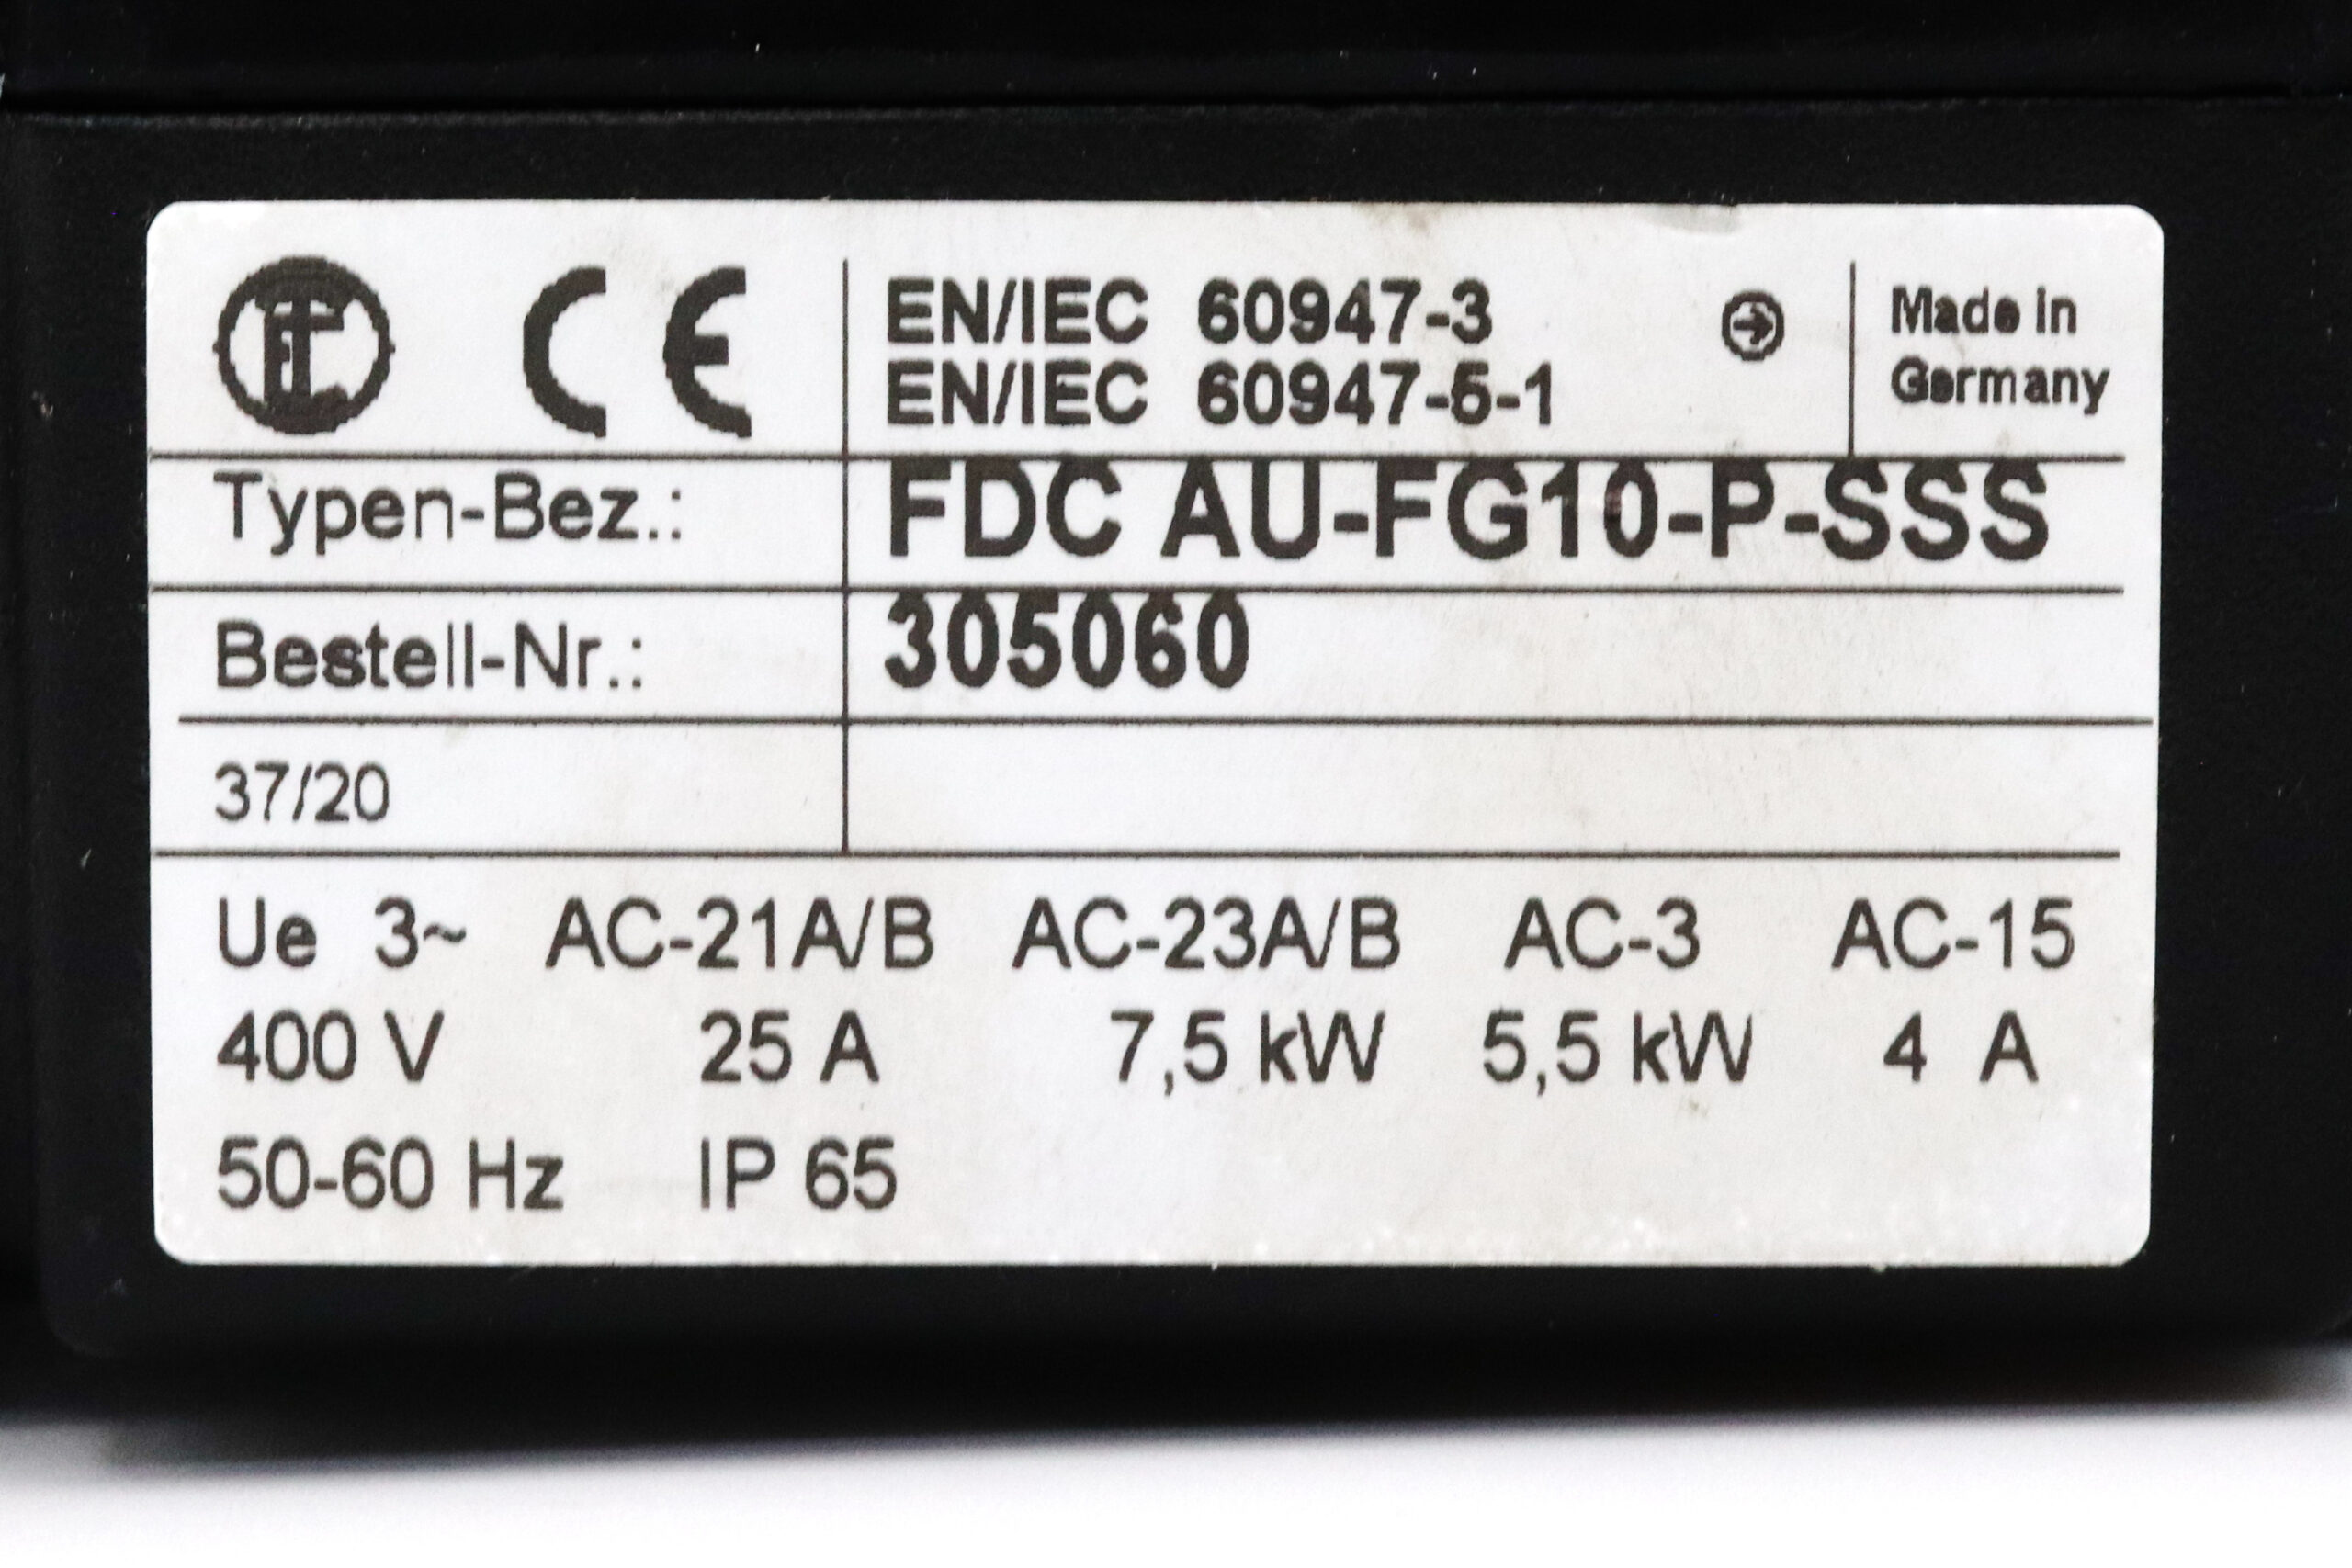 CE
EN/IEC 60947-3
EN/IEC 60947-5-1
Made in
Germany
Typen-Bez.: FDC AU-FG10-P-SSS
Bestell-Nr.: 305060
37/20
Ue 3~ AC-21A/B AC-23A/B AC-3 AC-15
400 V 25 A 7,5 kW 5,5 kW 4 A
50-60 Hz IP 65